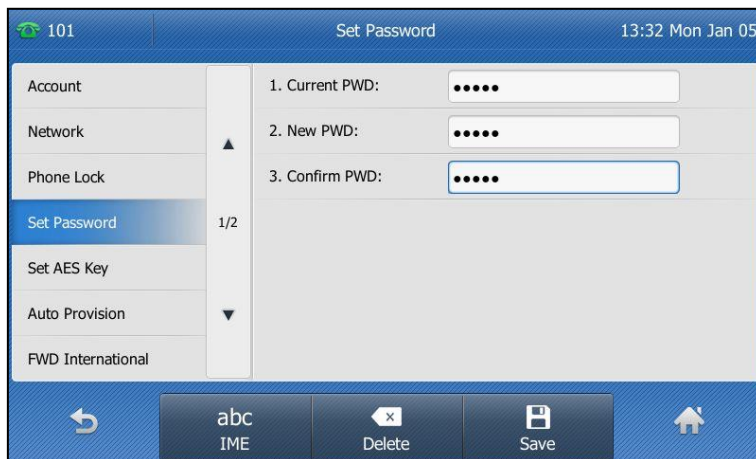 101 Set Password 13:32 Mon Jan 05
Account
Network
Phone Lock
Set Password
Set AES Key
Auto Provision
FWD International
1/2
1. Current PWD: •••••
2. New PWD: •••••
3. Confirm PWD: •••••
abc
IME
Delete
Save